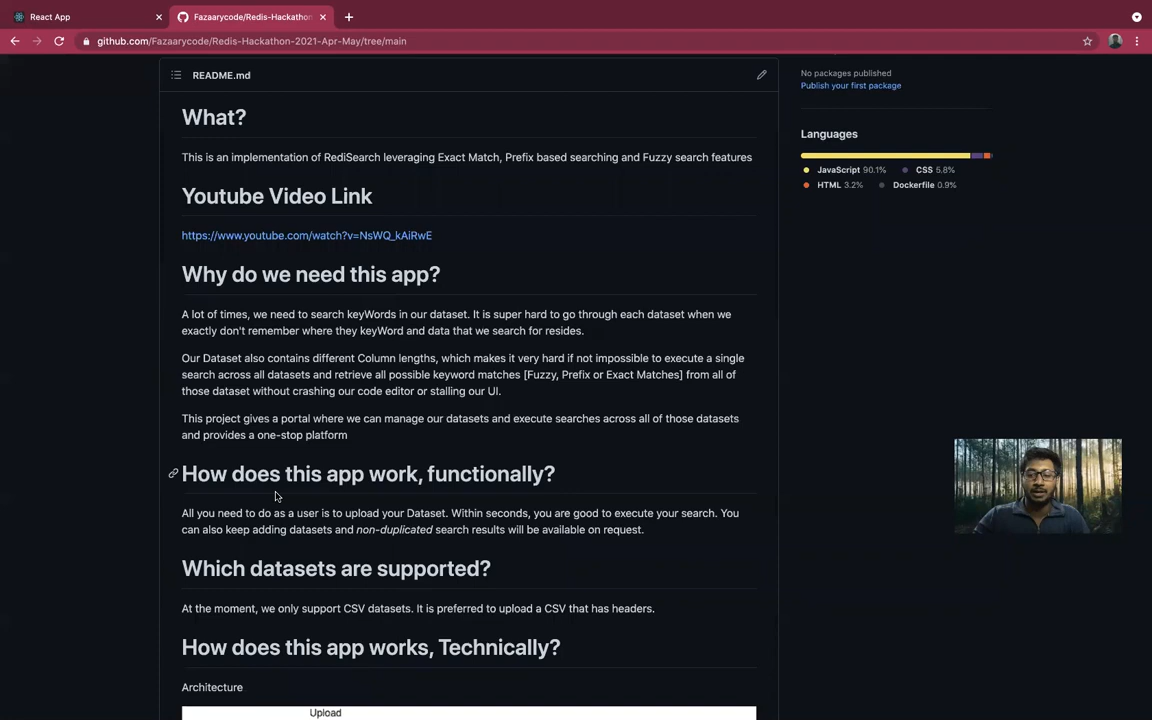 React App
Fazaarycode/Redis-Hackathon
github.com/Fazaarycode/Redis-Hackathon-2021-Apr-May/tree/main
README.md
What?
This is an implementation of RediSearch leveraging Exact Match, Prefix based searching and Fuzzy search features
Youtube Video Link
https://www.youtube.com/watch?v=NsWQ_kAiRwE
Why do we need this app?
A lot of times, we need to search keyWords in our dataset. It is super hard to go through each dataset when we
exactly don't remember where they keyWord and data that we search for resides.
Our Dataset also contains different Column lengths, which makes it very hard if not impossible to execute a single
search across all datasets and retrieve all possible keyword matches [Fuzzy, Prefix or Exact Matches] from all of
those dataset without crashing our code editor or stalling our UI.
This project gives a portal where we can manage our datasets and execute searches across all of those datasets
and provides a one-stop platform
How does this app work, functionally?
All you need to do as a user is to upload your Dataset. Within seconds, you are good to execute your search. You
can also keep adding datasets and non-duplicated search results will be available on request.
Which datasets are supported?
At the moment, we only support CSV datasets. It is preferred to upload a CSV that has headers.
How does this app works, Technically?
Architecture
Upload
No packages published
Publish your first package
Languages
JavaScript 90.1%
CSS 5.8%
HTML 3.2%
Dockerfile 0.9%